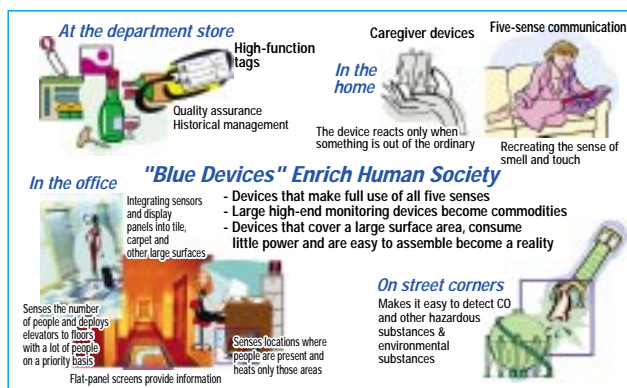 At the department store
High-function
tags
Quality assurance
Historical management
Caregiver devices
In the
home
The device reacts only when
something is out of the ordinary
Five-sense communication
Recreating the sense of
smell and touch
"Blue Devices" Enrich Human Society
- Devices that make full use of all five senses
- Large high-end monitoring devices become commodities
- Devices that cover a large surface area, consume
little power and are easy to assemble become a reality
In the office
Integrating sensors
and display
panels into tile,
carpet and
other large surfaces
Senses the number
of people and deploys
elevators to floors
with a lot of people
on a priority basis
Flat-panel screens provide information
Senses locations where
people are present and
heats only those areas
On street corners
Makes it easy to detect CO
and other hazardous
substances &
environmental
substances